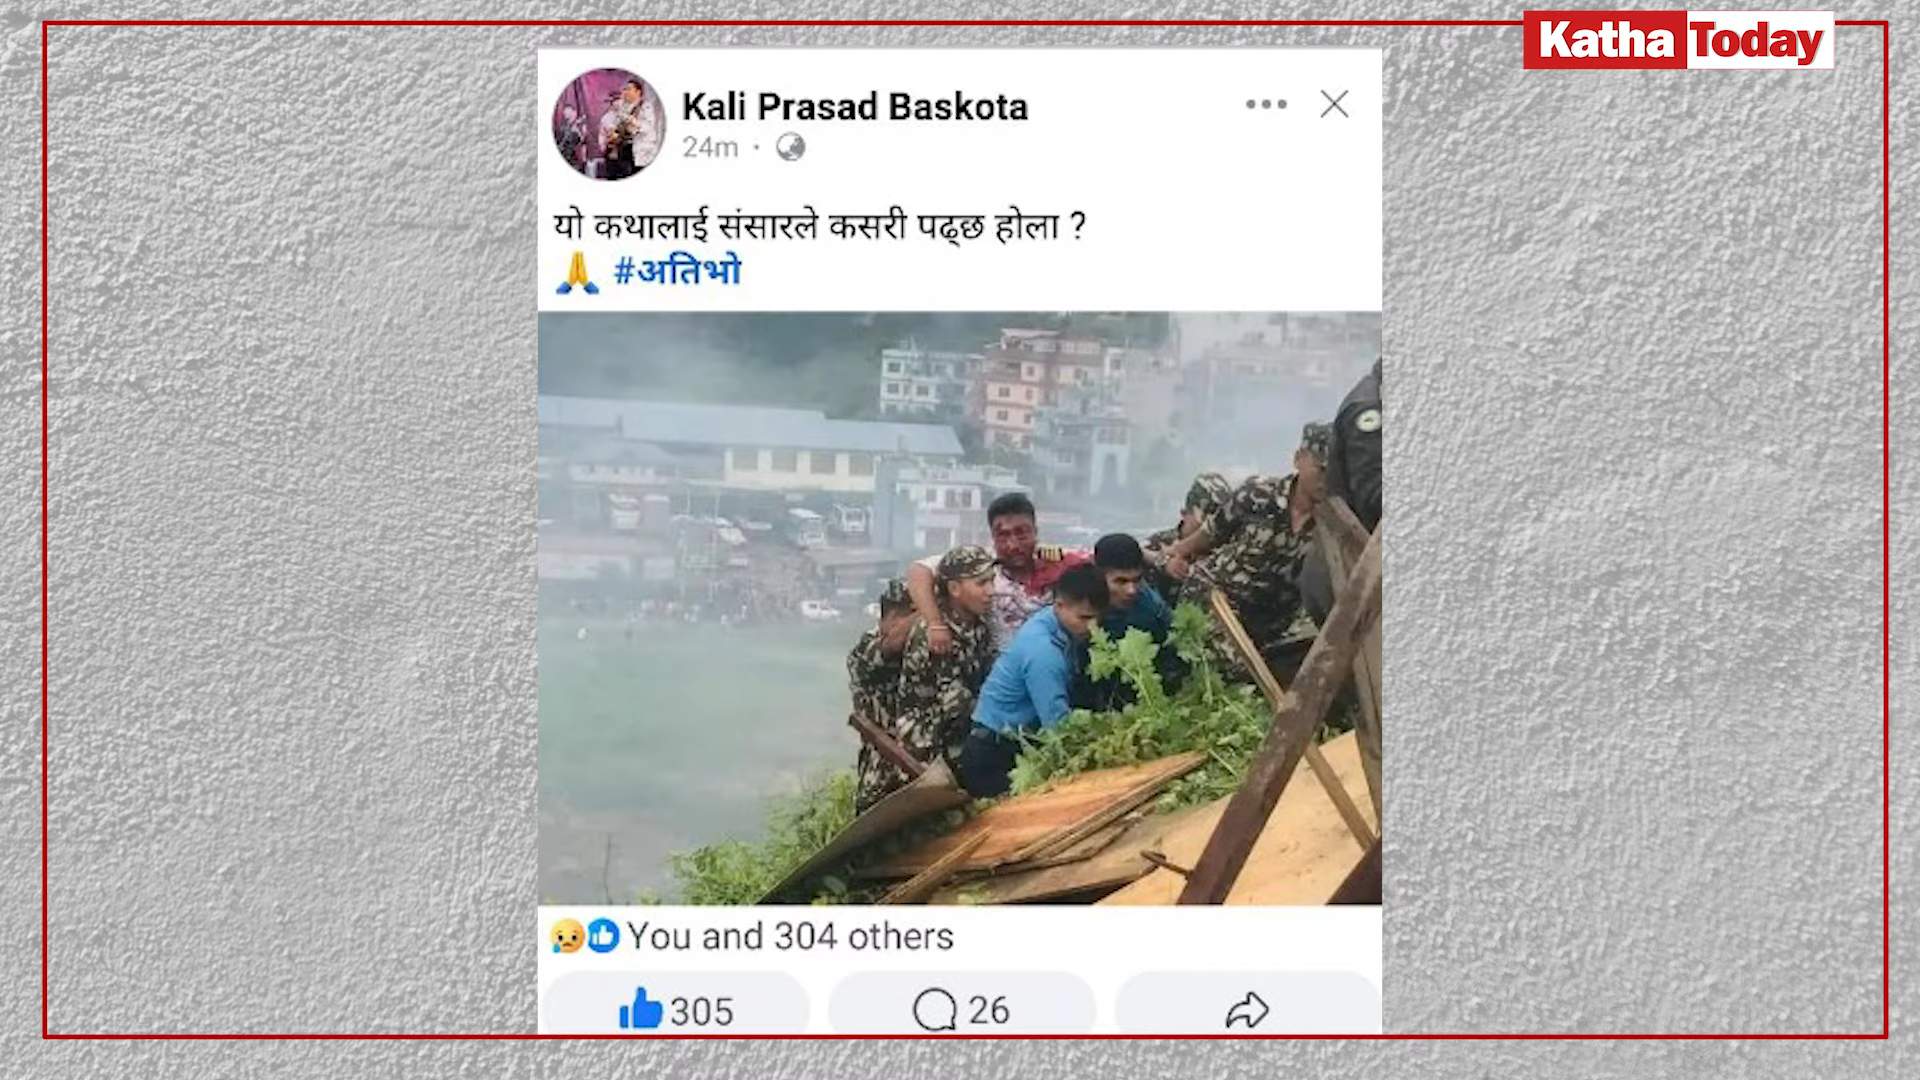 Katha Today
Kali Prasad Baskota
24m ·
यो कथालाई संसारले कसरी पढ्छ होला ?
🙏 #अतिभो
You and 304 others
305
26